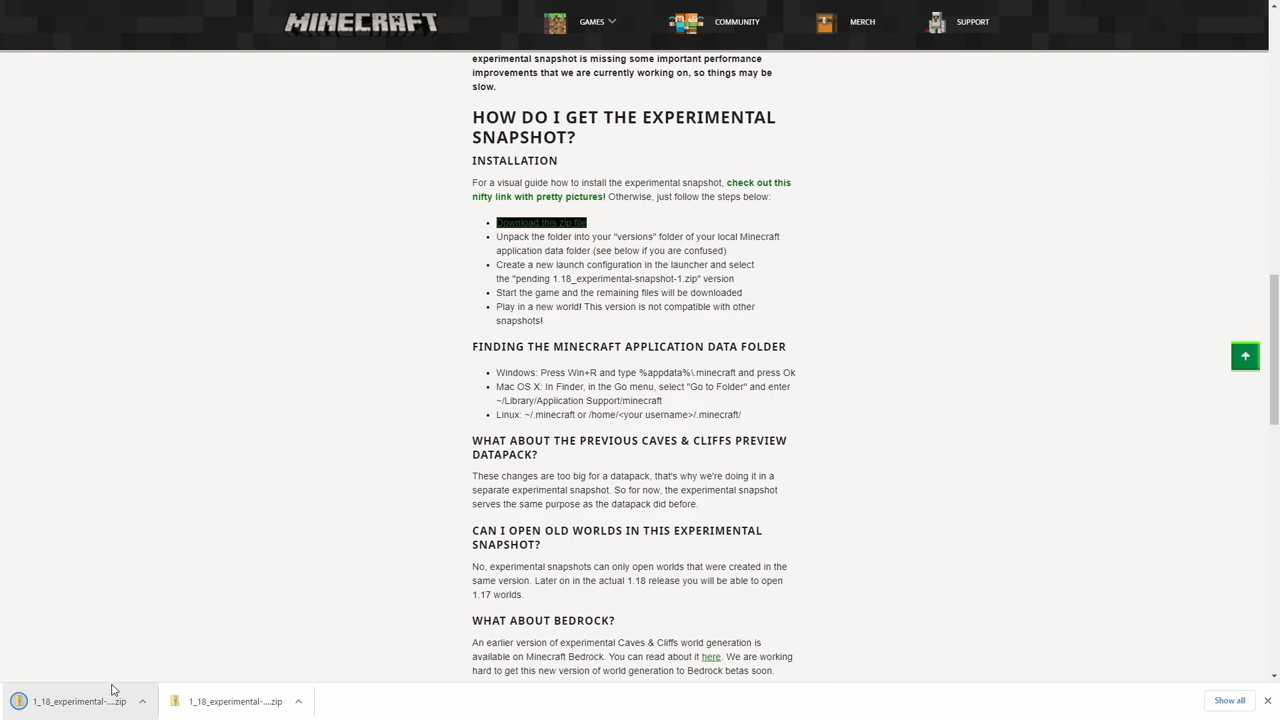 MINECRAFT
GAMES
COMMUNITY
MERCH
SUPPORT
experimental snapshot is missing some important performance
improvements that we are currently working on, so things may be
slow.
HOW DO I GET THE EXPERIMENTAL
SNAPSHOT?
INSTALLATION
For a visual guide how to install the experimental snapshot, check out this
nifty link with pretty pictures! Otherwise, just follow the steps below:
• Download this zip file
• Unpack the folder into your "versions" folder of your local Minecraft
application data folder (see below if you are confused)
• Create a new launch configuration in the launcher and select
the "pending 1.18_experimental-snapshot-1.zip" version
• Start the game and the remaining files will be downloaded
• Play in a new world! This version is not compatible with other
snapshots!
FINDING THE MINECRAFT APPLICATION DATA FOLDER
• Windows: Press Win+R and type %appdata%\.minecraft and press Ok
• Mac OS X: In Finder, in the Go menu, select "Go to Folder" and enter
~/Library/Application Support/minecraft
• Linux: ~/.minecraft or /home/<your username>/.minecraft/
WHAT ABOUT THE PREVIOUS CAVES & CLIFFS PREVIEW
DATAPACK?
These changes are too big for a datapack, that's why we're doing it in a
separate experimental snapshot. So for now, the experimental snapshot
serves the same purpose as the datapack did before.
CAN I OPEN OLD WORLDS IN THIS EXPERIMENTAL
SNAPSHOT?
No, experimental snapshots can only open worlds that were created in the
same version. Later on in the actual 1.18 release you will be able to open
1.17 worlds.
WHAT ABOUT BEDROCK?
An earlier version of experimental Caves & Cliffs world generation is
available on Minecraft Bedrock. You can read about it here. We are working
hard to get this new version of world generation to Bedrock betas soon.
1_18_experimental-....zip
1_18_experimental-....zip
Show all